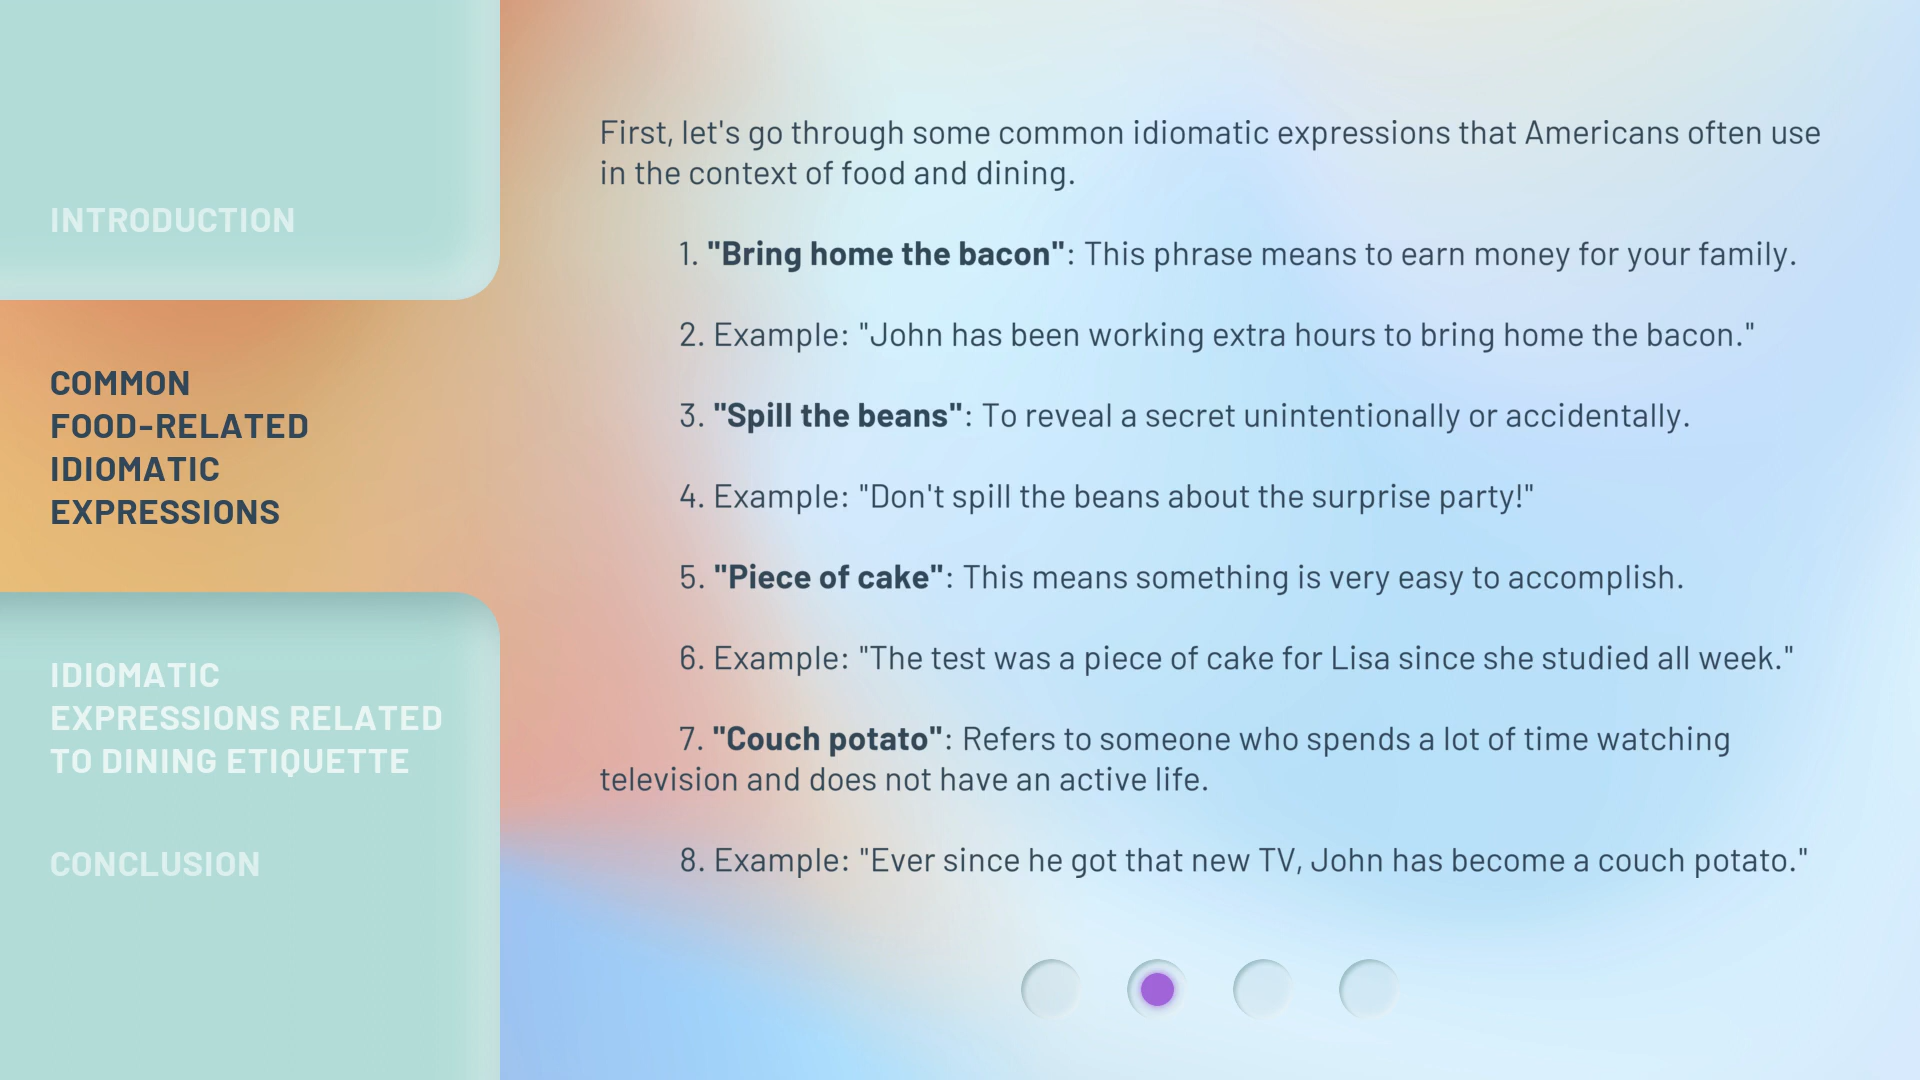 INTRODUCTION
COMMON
FOOD-RELATED
IDIOMATIC
EXPRESSIONS
IDIOMATIC
EXPRESSIONS RELATED
TO DINING ETIQUETTE
CONCLUSION
First, let's go through some common idiomatic expressions that Americans often use
in the context of food and dining.
1. "Bring home the bacon": This phrase means to earn money for your family.
2. Example: "John has been working extra hours to bring home the bacon."
3. "Spill the beans": To reveal a secret unintentionally or accidentally.
4. Example: "Don't spill the beans about the surprise party!"
5. "Piece of cake": This means something is very easy to accomplish.
6. Example: "The test was a piece of cake for Lisa since she studied all week."
7. "Couch potato": Refers to someone who spends a lot of time watching
television and does not have an active life.
8. Example: "Ever since he got that new TV, John has become a couch potato."